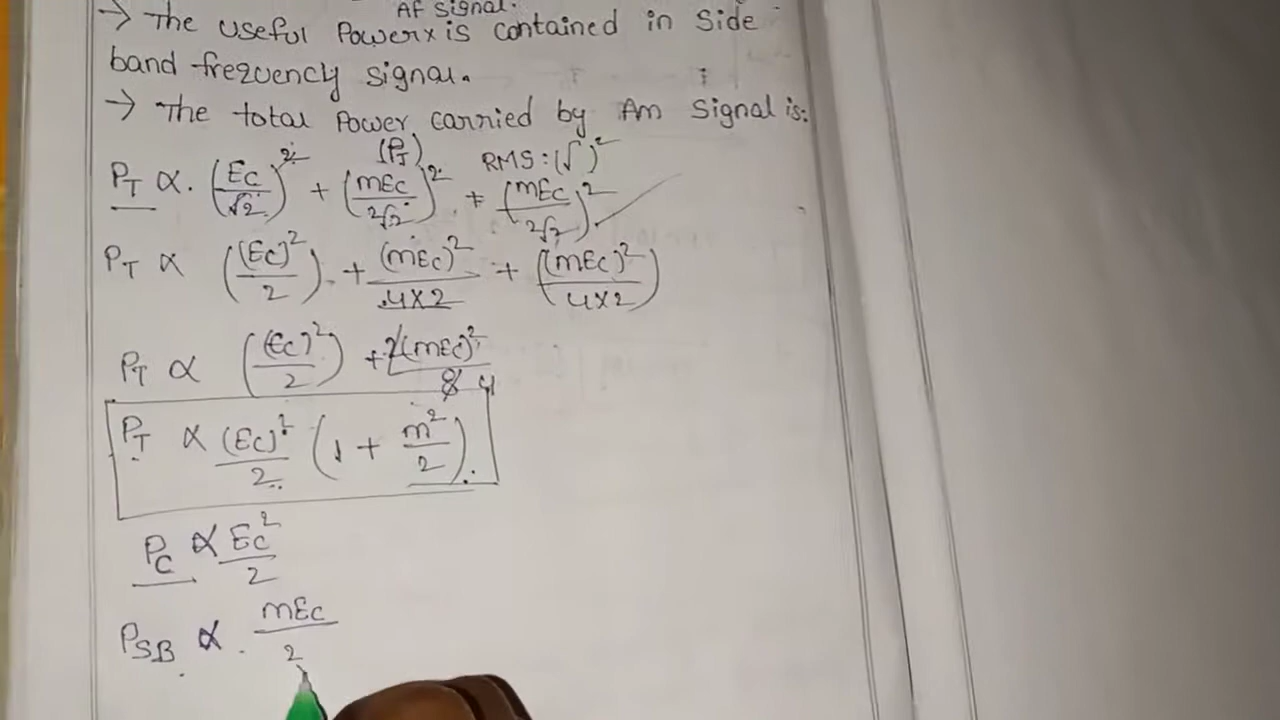 AF Signal.
→ The useful Powerx is contained in Side
band frequency signal.
→ The total Power carried by Am Signal is:
(PT) RMS : (√ )²
PT ∝ . (Ec/√2)² + (mEc/2√2)² + (mEc/2√2)²
PT ∝ ((Ec)²/2) + (mEc)²/4×2 + ((mEc)²/4×2)
PT ∝ ((Ec)²/2) + 2(mEc)²/8 4
PT ∝ (Ec)²/2 (1 + m²/2).
PC ∝ Ec²/2
PSB ∝ . mEc/2